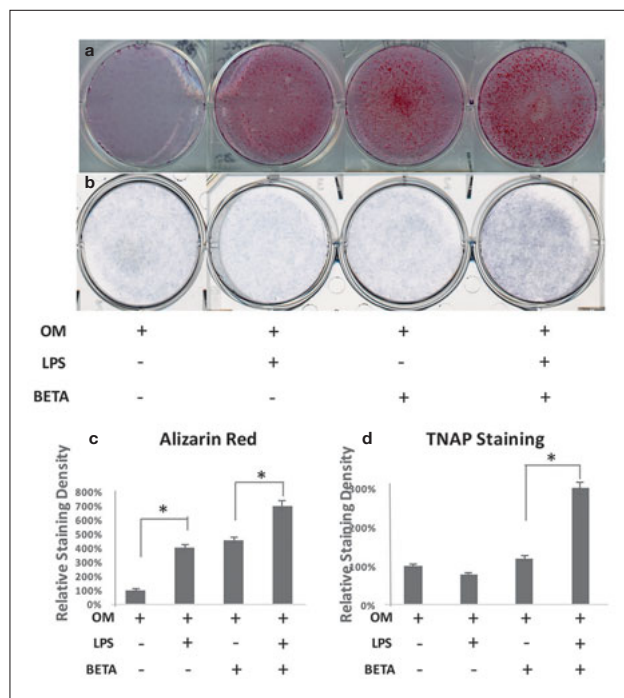 a
b
OM + + + +
LPS - + - +
BETA - - + +
c Alizarin Red
Relative Staining Density
800%
700%
600%
500%
400%
300%
200%
100%
0%
* *
OM + + + +
LPS - + - +
BETA - - + +
d TNAP Staining
Relative Staining Density
300%
200%
100%
0%
*
OM + + + +
LPS - + - +
BETA - - + +